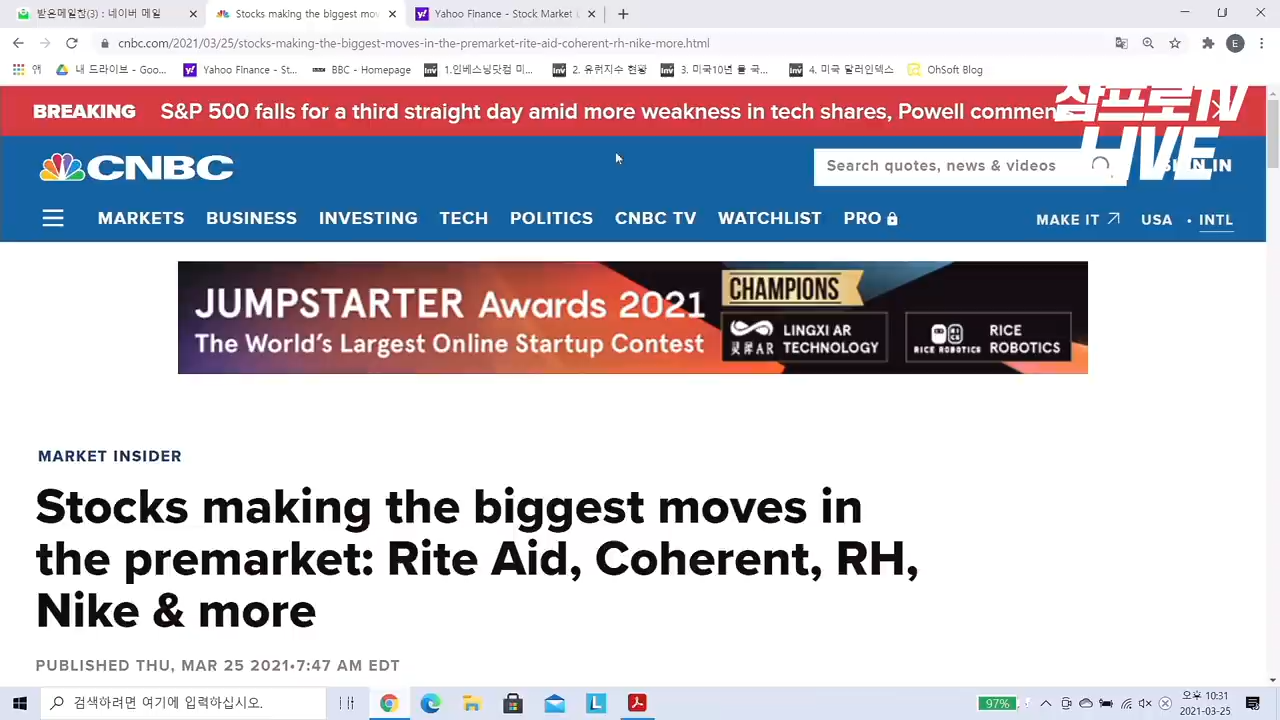 받은메일함(3) : 네이버 메일
Stocks making the biggest mov
Yahoo Finance - Stock Market
cnbc.com/2021/03/25/stocks-making-the-biggest-moves-in-the-premarket-rite-aid-coherent-rh-nike-more.html
앱 내 드라이브 - Goo... Yahoo Finance - St... BBC - Homepage 1.인베스닝닷컴 미... 2. 유럽지수 현황 3. 미국10년 물 국... 4. 미국 달러인덱스 OhSoft Blog
BREAKING S&P 500 falls for a third straight day amid more weakness in tech shares, Powell commen
삼프로TV
LIVE
CNBC
Search quotes, news & videos
SIGN IN
MARKETS BUSINESS INVESTING TECH POLITICS CNBC TV WATCHLIST PRO
MAKE IT USA • INTL
JUMPSTARTER Awards 2021
The World's Largest Online Startup Contest
CHAMPIONS
LINGXI AR
TECHNOLOGY
RICE ROBOTICS
RICE
ROBOTICS
MARKET INSIDER
Stocks making the biggest moves in
the premarket: Rite Aid, Coherent, RH,
Nike & more
PUBLISHED THU, MAR 25 2021•7:47 AM EDT
검색하려면 여기에 입력하십시오.
97%
오후 10:31
2021-03-25